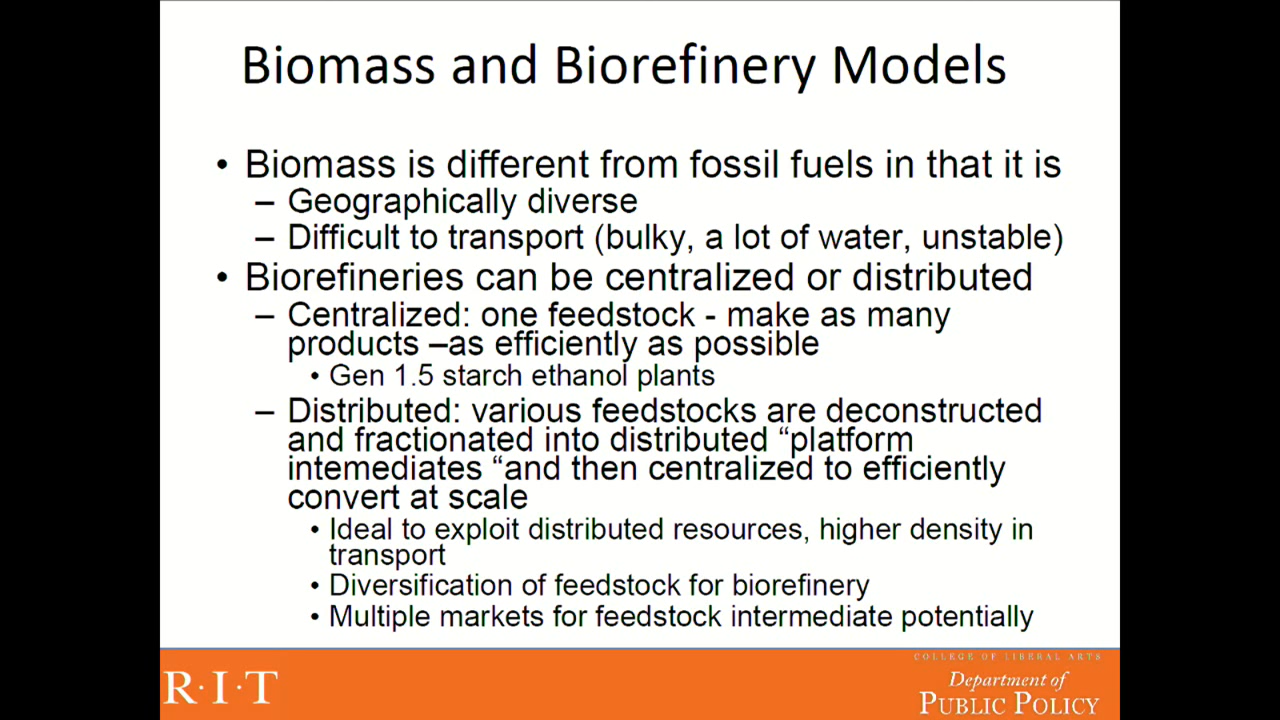 Biomass and Biorefinery Models
• Biomass is different from fossil fuels in that it is
– Geographically diverse
– Difficult to transport (bulky, a lot of water, unstable)
• Biorefineries can be centralized or distributed
– Centralized: one feedstock - make as many
products –as efficiently as possible
• Gen 1.5 starch ethanol plants
– Distributed: various feedstocks are deconstructed
and fractionated into distributed “platform
intemediates “and then centralized to efficiently
convert at scale
• Ideal to exploit distributed resources, higher density in
transport
• Diversification of feedstock for biorefinery
• Multiple markets for feedstock intermediate potentially
R·I·T
COLLEGE OF LIBERAL ARTS
Department of
PUBLIC POLICY